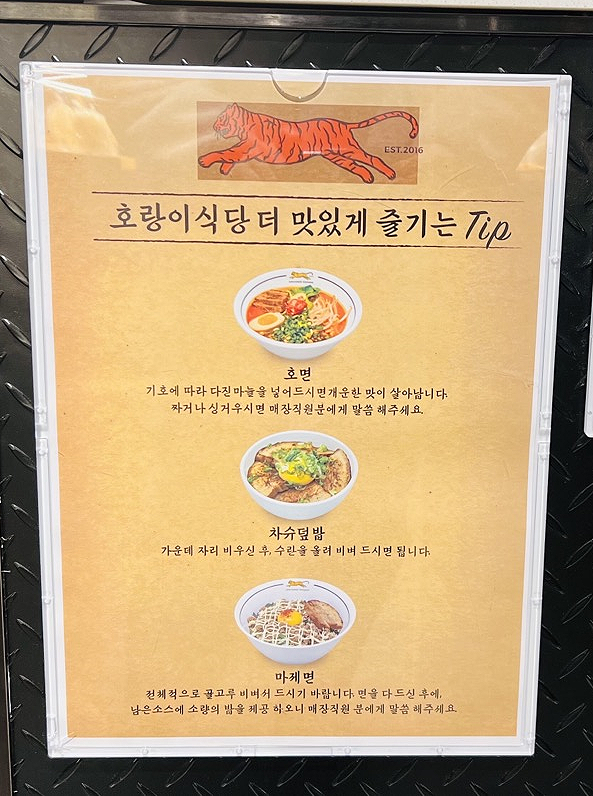 EST.2016
호랑이식당 더 맛있게 즐기는 Tip
호면
기호에 따라 다진마늘을 넣어드시면 개운한 맛이 살아납니다.
짜거나 싱거우시면 매장직원분에게 말씀 해주세요.
차슈덮밥
가운데 자리 비우신 후, 수란을 올려 비벼 드시면 됩니다.
마제면
전체적으로 골고루 비벼서 드시기 바랍니다. 면을 다 드신 후에,
남은소스에 소량의 밥을 제공 하오니 매장직원 분에게 말씀 해주세요.